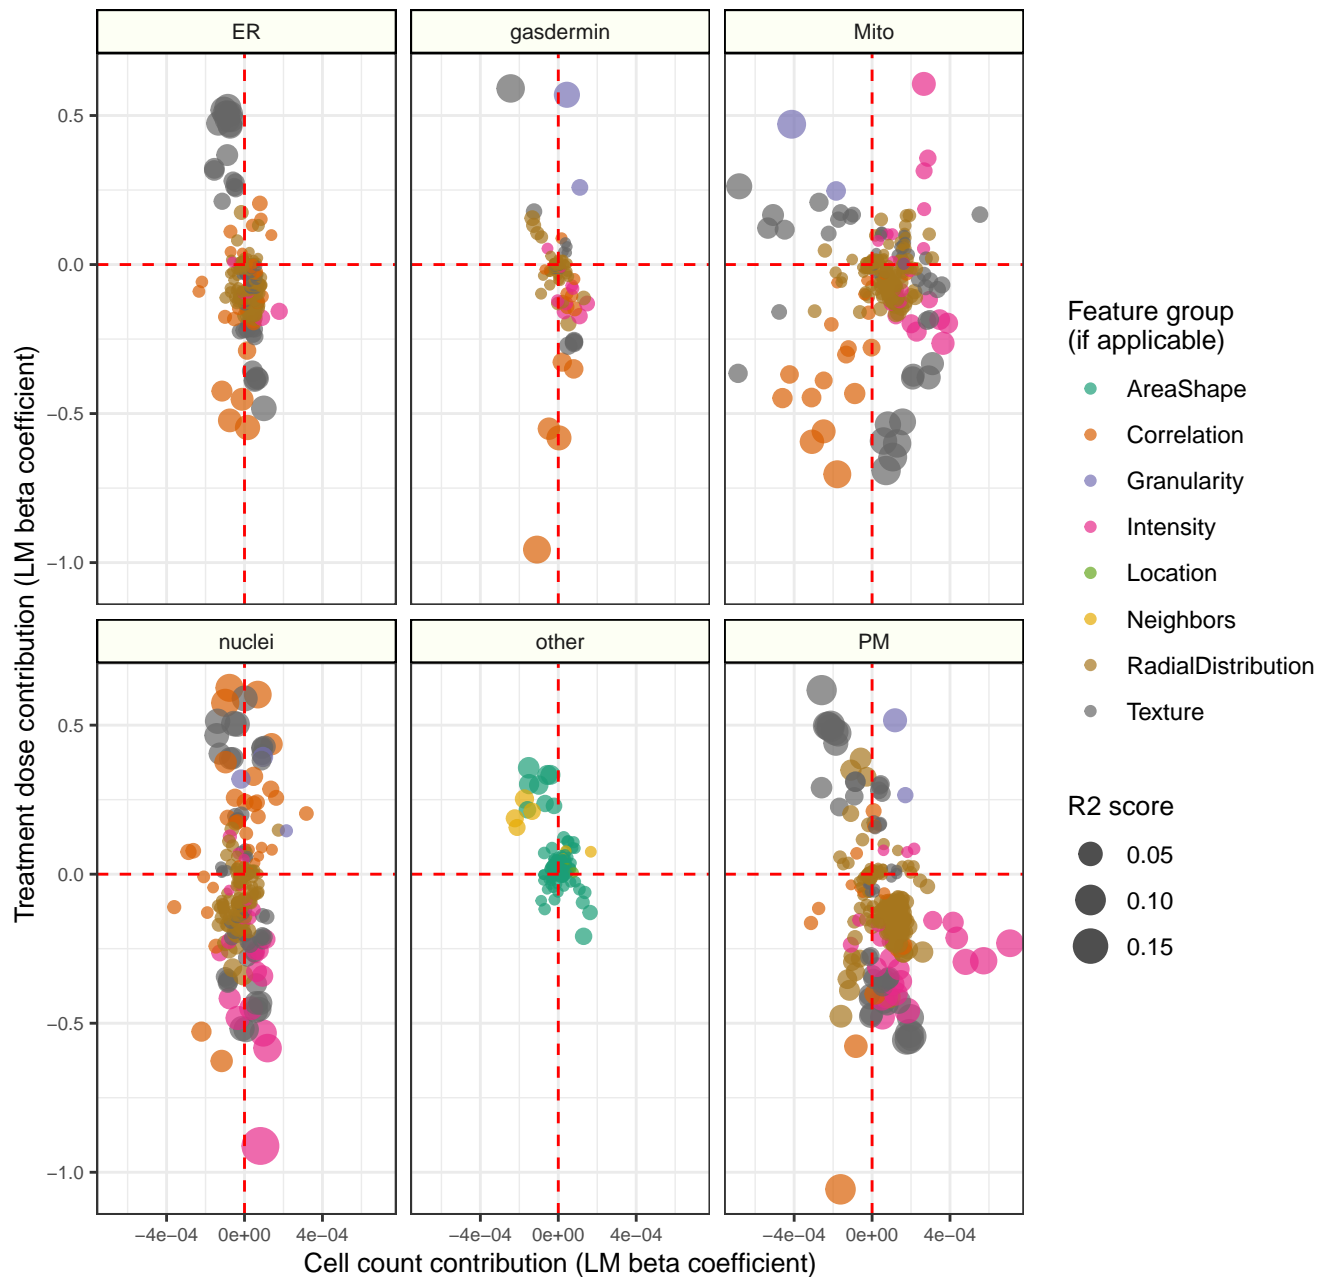 ER
gasdermin
Mito
0.5
0.0
−0.5
−1.0
nuclei
other
PM
0.5
0.0
−0.5
−1.0
−4e−04
0e+00
4e−04
−4e−04
0e+00
4e−04
−4e−04
0e+00
4e−04
Cell count contribution (LM beta coefficient)
Treatment dose contribution (LM beta coefficient)
Feature group
(if applicable)
AreaShape
Correlation
Granularity
Intensity
Location
Neighbors
RadialDistribution
Texture
R2 score
0.05
0.10
0.15